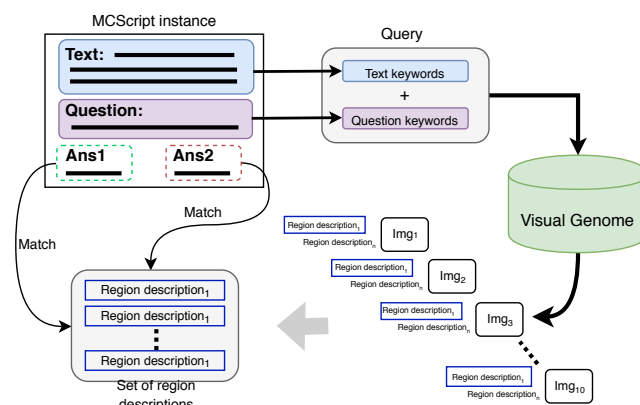 MCScript instance
Text:
Question:
Ans1
Ans2
Query
Text keywords
+
Question keywords
Visual Genome
Match
Match
Region description1
Region descriptionn
Img1
Region description1
Region descriptionn
Img2
Region description1
Region descriptionn
Img3
Region description1
Region descriptionn
Img10
Region description1
Region description1
Region description1
Set of region
descriptions